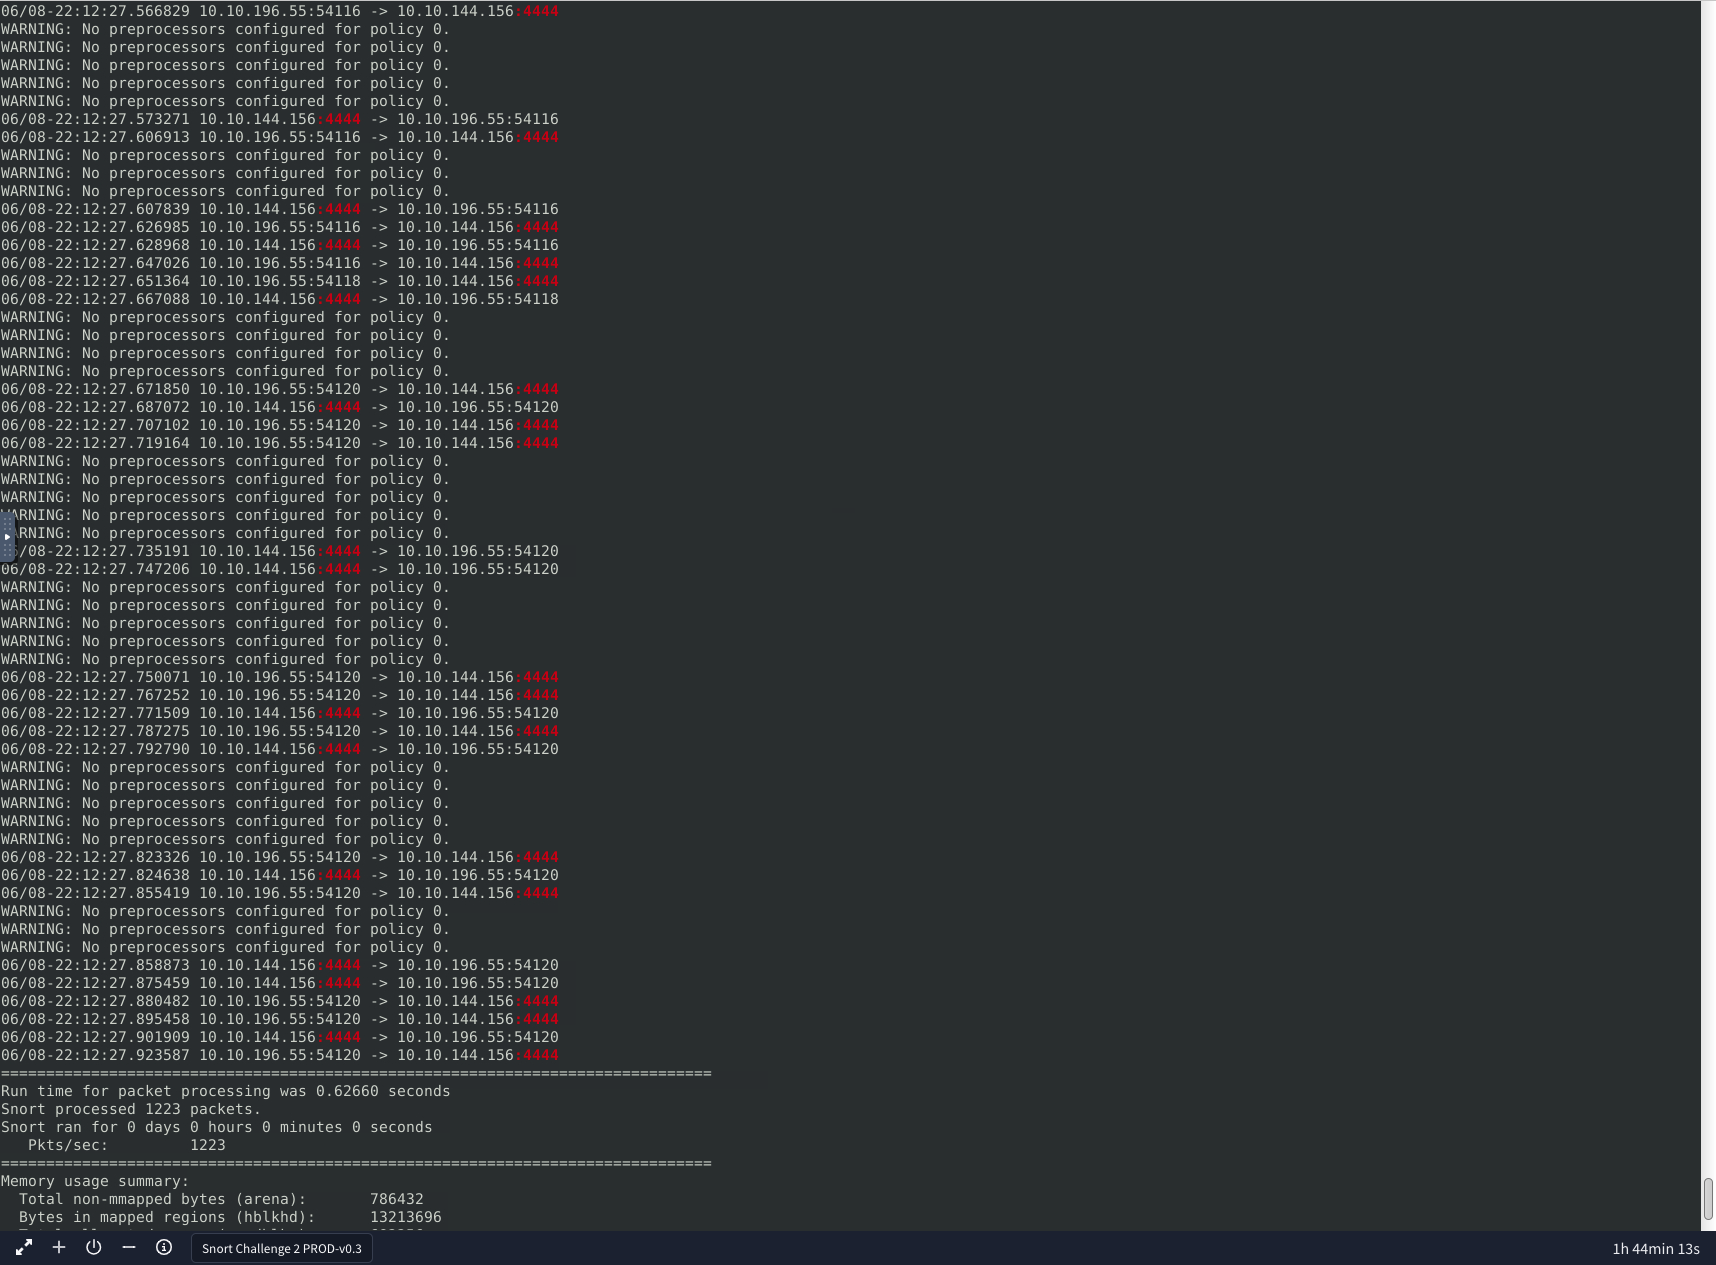 06/08-22:12:27.566829 10.10.196.55:54116 -> 10.10.144.156:4444
WARNING: No preprocessors configured for policy 0.
WARNING: No preprocessors configured for policy 0.
WARNING: No preprocessors configured for policy 0.
WARNING: No preprocessors configured for policy 0.
WARNING: No preprocessors configured for policy 0.
06/08-22:12:27.573271 10.10.144.156:4444 -> 10.10.196.55:54116
06/08-22:12:27.606913 10.10.196.55:54116 -> 10.10.144.156:4444
WARNING: No preprocessors configured for policy 0.
WARNING: No preprocessors configured for policy 0.
WARNING: No preprocessors configured for policy 0.
06/08-22:12:27.607839 10.10.144.156:4444 -> 10.10.196.55:54116
06/08-22:12:27.626985 10.10.196.55:54116 -> 10.10.144.156:4444
06/08-22:12:27.628968 10.10.144.156:4444 -> 10.10.196.55:54116
06/08-22:12:27.647026 10.10.196.55:54116 -> 10.10.144.156:4444
06/08-22:12:27.651364 10.10.196.55:54118 -> 10.10.144.156:4444
06/08-22:12:27.667088 10.10.144.156:4444 -> 10.10.196.55:54118
WARNING: No preprocessors configured for policy 0.
WARNING: No preprocessors configured for policy 0.
WARNING: No preprocessors configured for policy 0.
WARNING: No preprocessors configured for policy 0.
06/08-22:12:27.671850 10.10.196.55:54120 -> 10.10.144.156:4444
06/08-22:12:27.687072 10.10.144.156:4444 -> 10.10.196.55:54120
06/08-22:12:27.707102 10.10.196.55:54120 -> 10.10.144.156:4444
06/08-22:12:27.719164 10.10.196.55:54120 -> 10.10.144.156:4444
WARNING: No preprocessors configured for policy 0.
WARNING: No preprocessors configured for policy 0.
WARNING: No preprocessors configured for policy 0.
WARNING: No preprocessors configured for policy 0.
ARNING: No preprocessors configured for policy 0.
/08-22:12:27.735191 10.10.144.156:4444 -> 10.10.196.55:54120
06/08-22:12:27.747206 10.10.144.156:4444 -> 10.10.196.55:54120
WARNING: No preprocessors configured for policy 0.
WARNING: No preprocessors configured for policy 0.
WARNING: No preprocessors configured for policy 0.
WARNING: No preprocessors configured for policy 0.
WARNING: No preprocessors configured for policy 0.
06/08-22:12:27.750071 10.10.196.55:54120 -> 10.10.144.156:4444
06/08-22:12:27.767252 10.10.196.55:54120 -> 10.10.144.156:4444
06/08-22:12:27.771509 10.10.144.156:4444 -> 10.10.196.55:54120
06/08-22:12:27.787275 10.10.196.55:54120 -> 10.10.144.156:4444
06/08-22:12:27.792790 10.10.144.156:4444 -> 10.10.196.55:54120
WARNING: No preprocessors configured for policy 0.
WARNING: No preprocessors configured for policy 0.
WARNING: No preprocessors configured for policy 0.
WARNING: No preprocessors configured for policy 0.
WARNING: No preprocessors configured for policy 0.
06/08-22:12:27.823326 10.10.196.55:54120 -> 10.10.144.156:4444
06/08-22:12:27.824638 10.10.144.156:4444 -> 10.10.196.55:54120
06/08-22:12:27.855419 10.10.196.55:54120 -> 10.10.144.156:4444
WARNING: No preprocessors configured for policy 0.
WARNING: No preprocessors configured for policy 0.
WARNING: No preprocessors configured for policy 0.
06/08-22:12:27.858873 10.10.144.156:4444 -> 10.10.196.55:54120
06/08-22:12:27.875459 10.10.144.156:4444 -> 10.10.196.55:54120
06/08-22:12:27.880482 10.10.196.55:54120 -> 10.10.144.156:4444
06/08-22:12:27.895458 10.10.196.55:54120 -> 10.10.144.156:4444
06/08-22:12:27.901909 10.10.144.156:4444 -> 10.10.196.55:54120
06/08-22:12:27.923587 10.10.196.55:54120 -> 10.10.144.156:4444
===============================================================================
Run time for packet processing was 0.62660 seconds
Snort processed 1223 packets.
Snort ran for 0 days 0 hours 0 minutes 0 seconds
   Pkts/sec:         1223
===============================================================================
Memory usage summary:
  Total non-mmapped bytes (arena):       786432
  Bytes in mapped regions (hblkhd):      13213696
Snort Challenge 2 PROD-v0.3
1h 44min 13s